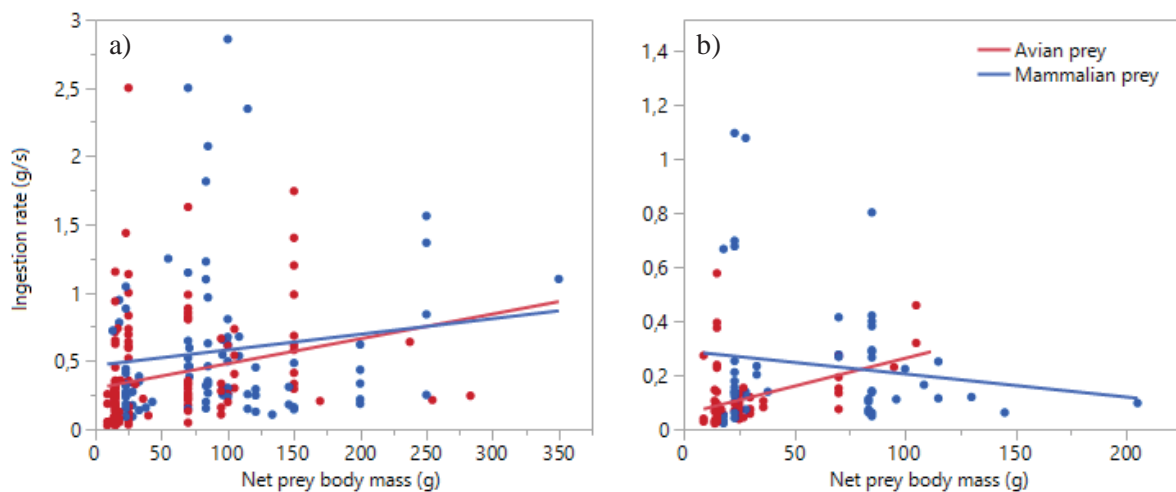 a)
Ingestion rate (g/s)
3
2,5
2
1,5
1
0,5
0
0 50 100 150 200 250 300 350
Net prey body mass (g)
b)
Avian prey
Mammalian prey
1,4
1,2
1
0,8
0,6
0,4
0,2
0
0 50 100 150 200
Net prey body mass (g)